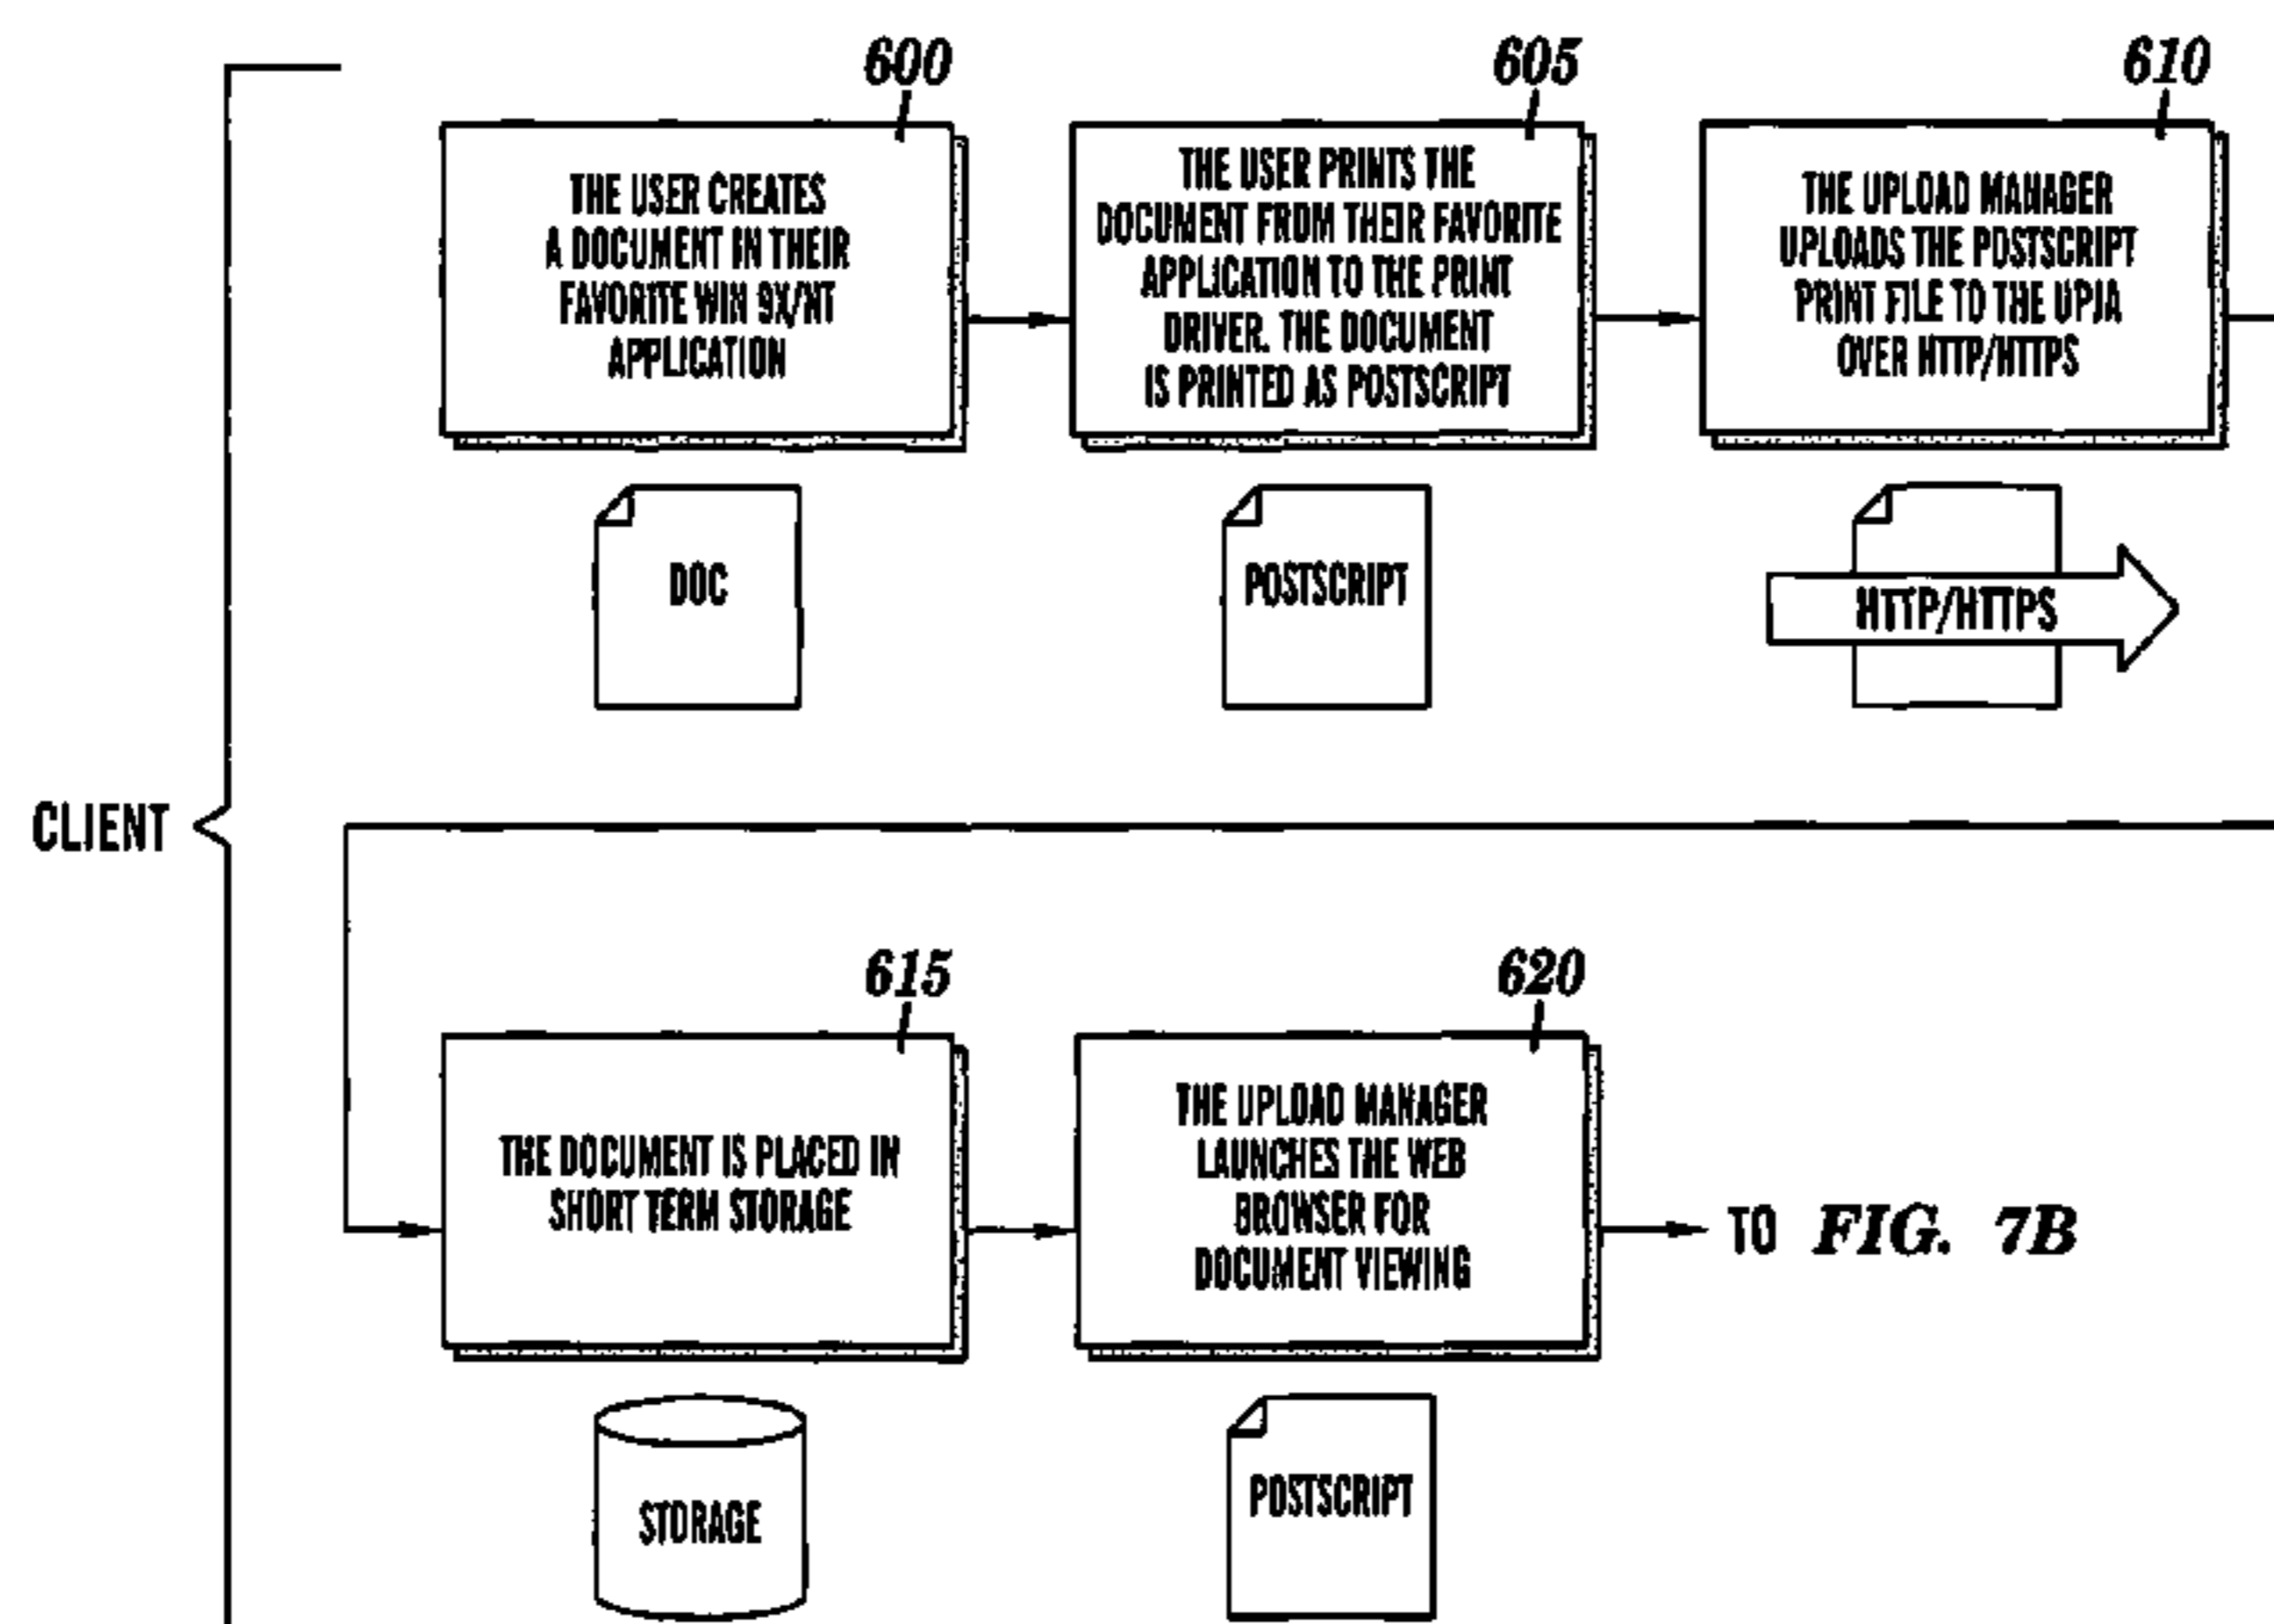 600
THE USER CREATES
A DOCUMENT IN THEIR
FAVORITE WIN 9X/NT
APPLICATION
605
THE USER PRINTS THE
DOCUMENT FROM THEIR FAVORITE
APPLICATION TO THE PRINT
DRIVER. THE DOCUMENT
IS PRINTED AS POSTSCRIPT
610
THE UPLOAD MANAGER
UPLOADS THE POSTSCRIPT
PRINT FILE TO THE UPJA
OVER HTTP/HTTPS
DOC
POSTSCRIPT
HTTP/HTTPS
CLIENT
615
THE DOCUMENT IS PLACED IN
SHORT TERM STORAGE
620
THE UPLOAD MANAGER
LAUNCHES THE WEB
BROWSER FOR
DOCUMENT VIEWING
TO FIG. 7B
STORAGE
POSTSCRIPT